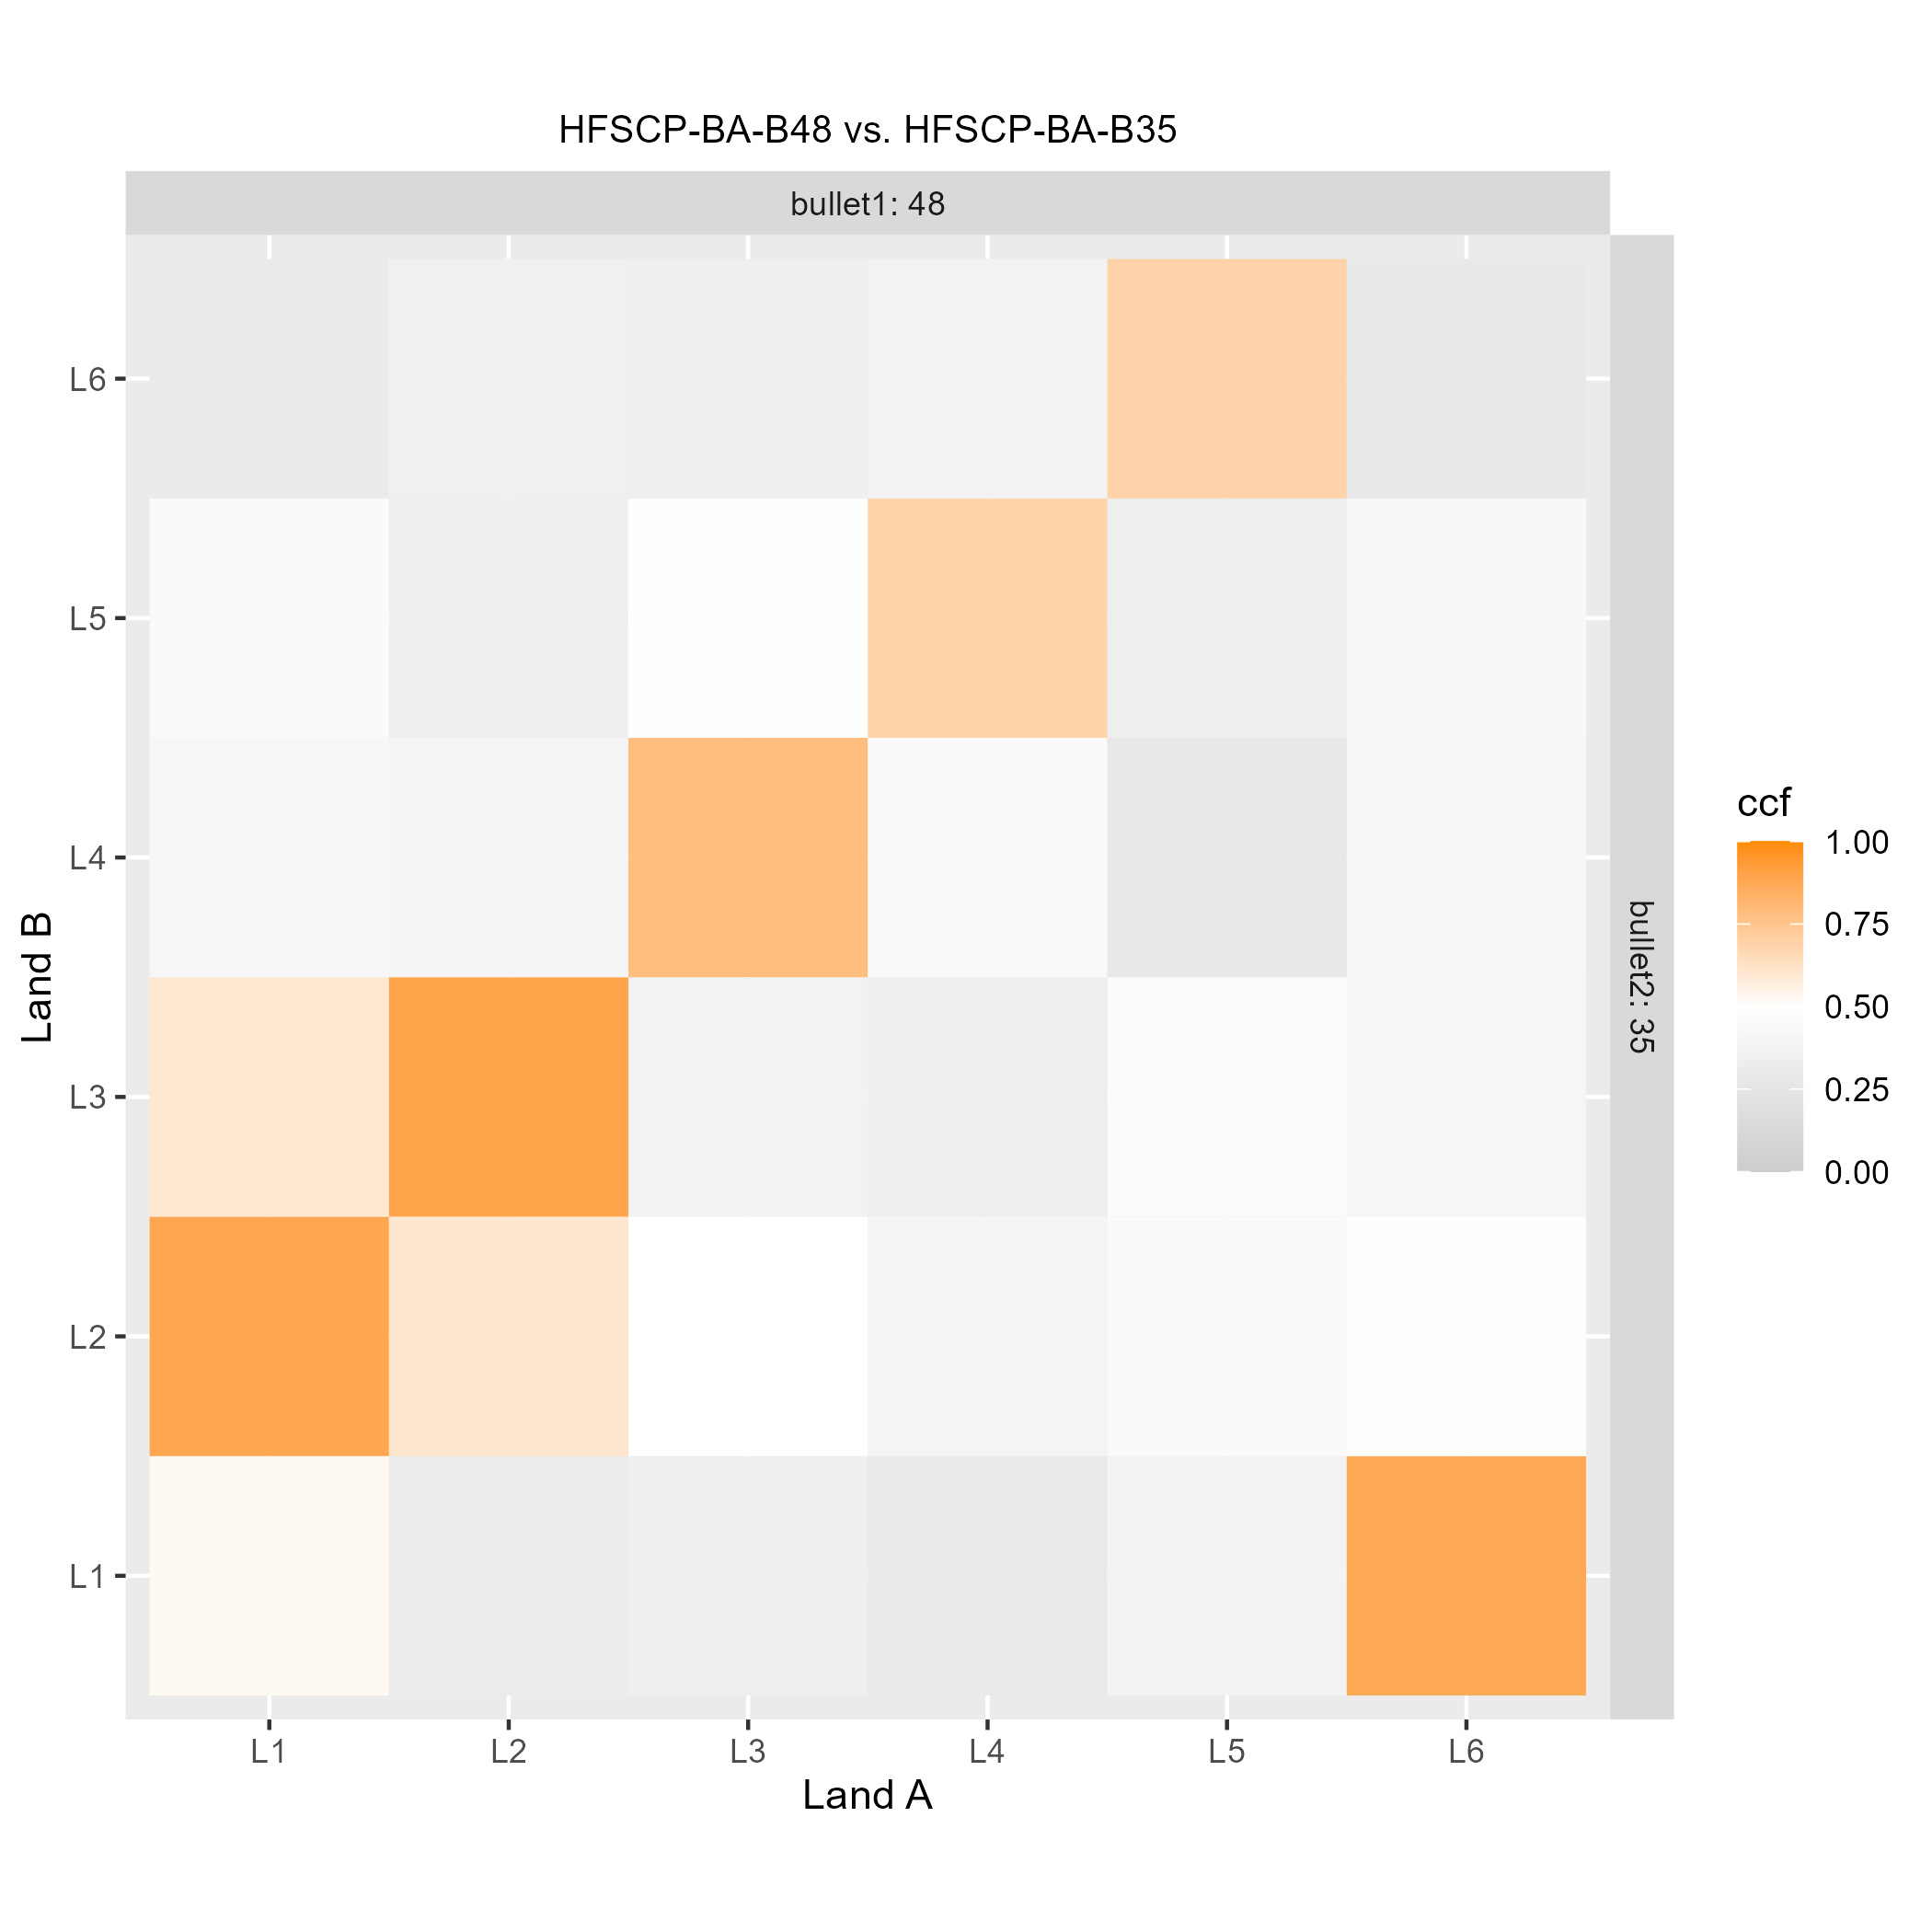 HFSCP-BA-B48 vs. HFSCP-BA-B35
bullet1: 48
L6
L5
L4
L3
L2
L1
Land B
bullet2: 35
L1 L2 L3 L4 L5 L6
Land A
ccf
1.00
0.75
0.50
0.25
0.00